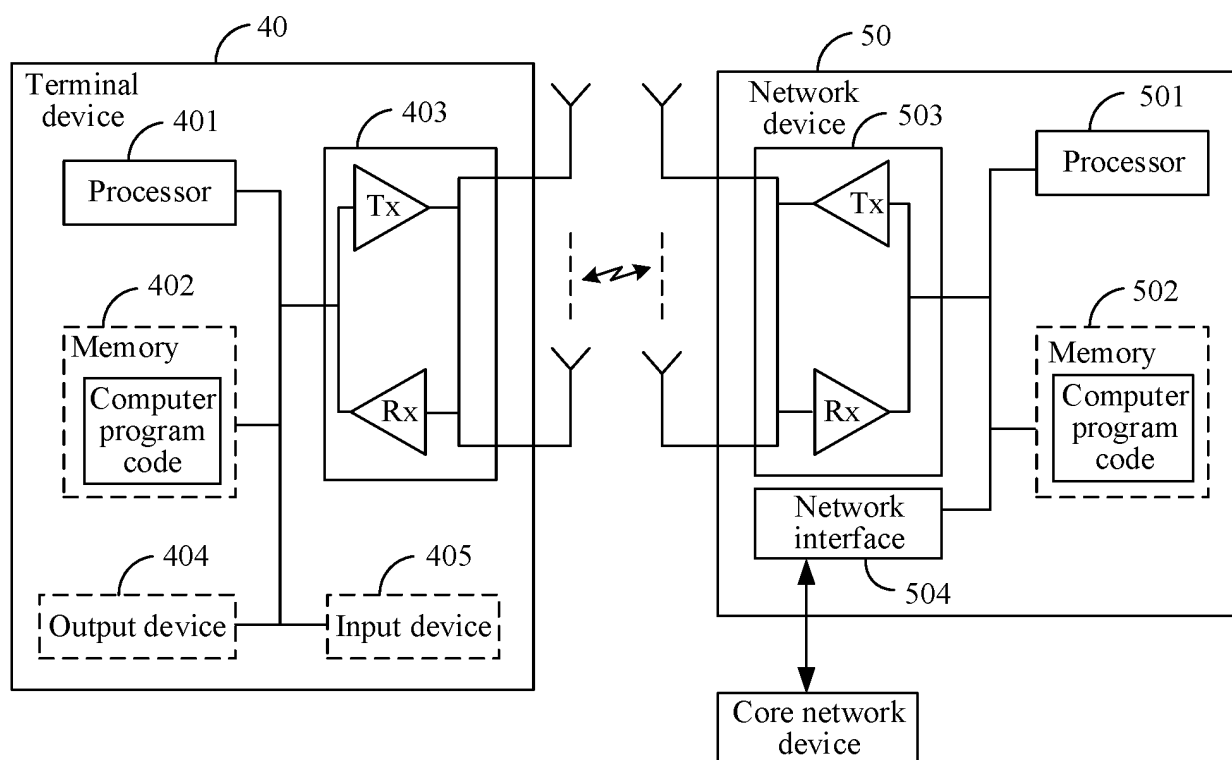 40
Terminal
device
401
Processor
403
Tx
Rx
402
Memory
Computer
program
code
404
Output device
405
Input device
50
Network
device
503
Tx
Rx
501
Processor
502
Memory
Computer
program
code
Network
interface
504
Core network
device